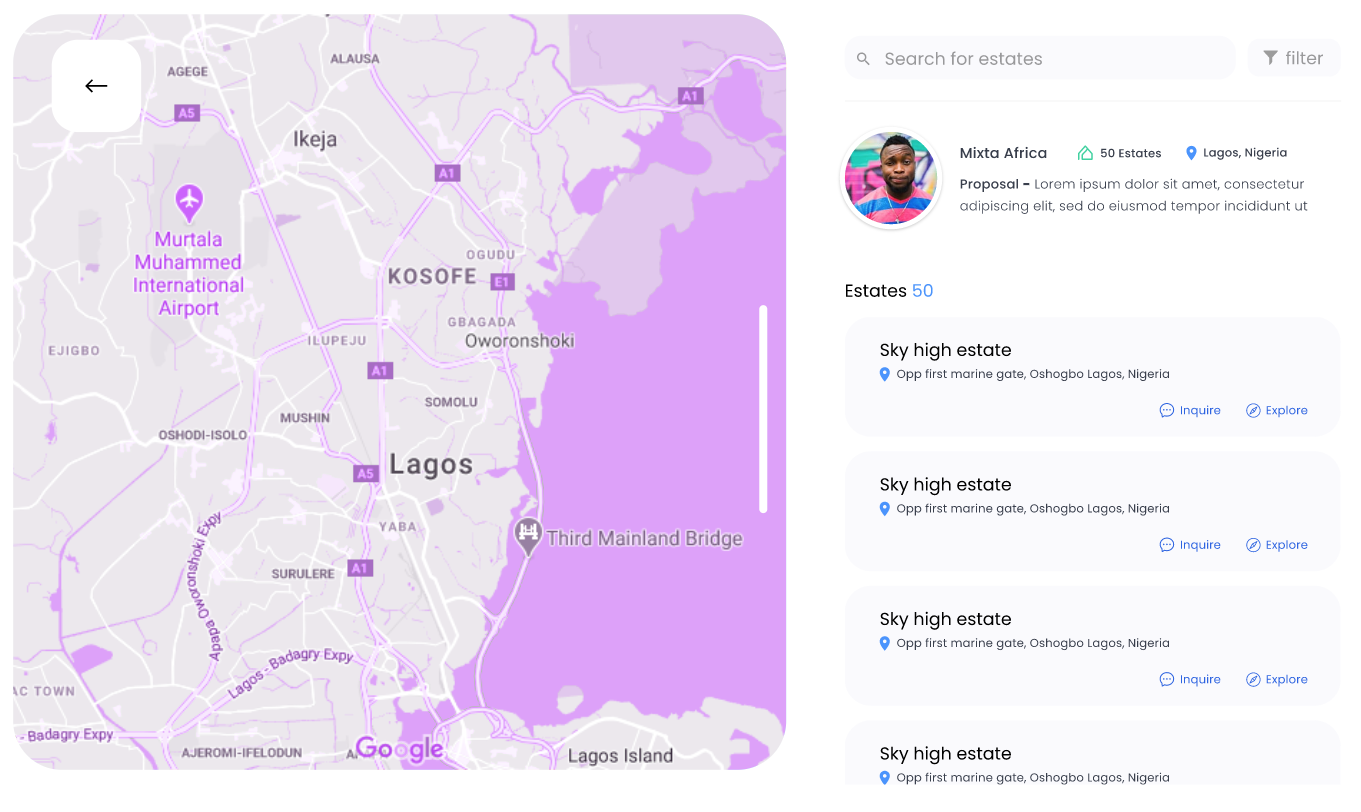 AGEGE
ALAUSA
A1
A5
Ikeja
A1
Murtala
Muhammed
International
Airport
OGUDU
KOSOFE
E1
GBAGADA
Oworonshoki
ILUPEJU
EJIGBO
A1
SOMOLU
MUSHIN
OSHODI-ISOLO
Lagos
A5
YABA
Third Mainland Bridge
Apapa Oworonshoki Expy
SURULERE
A1
Lagos - Badagry Expy
AC TOWN
- Badagry Expy
AJEROMI-IFELODUN
Google
Lagos Island
Search for estates
filter
Mixta Africa
50 Estates
Lagos, Nigeria
Proposal - Lorem ipsum dolor sit amet, consectetur
adipiscing elit, sed do eiusmod tempor incididunt ut
Estates 50
Sky high estate
Opp first marine gate, Oshogbo Lagos, Nigeria
Inquire
Explore
Sky high estate
Opp first marine gate, Oshogbo Lagos, Nigeria
Inquire
Explore
Sky high estate
Opp first marine gate, Oshogbo Lagos, Nigeria
Inquire
Explore
Sky high estate
Opp first marine gate, Oshogbo Lagos, Nigeria